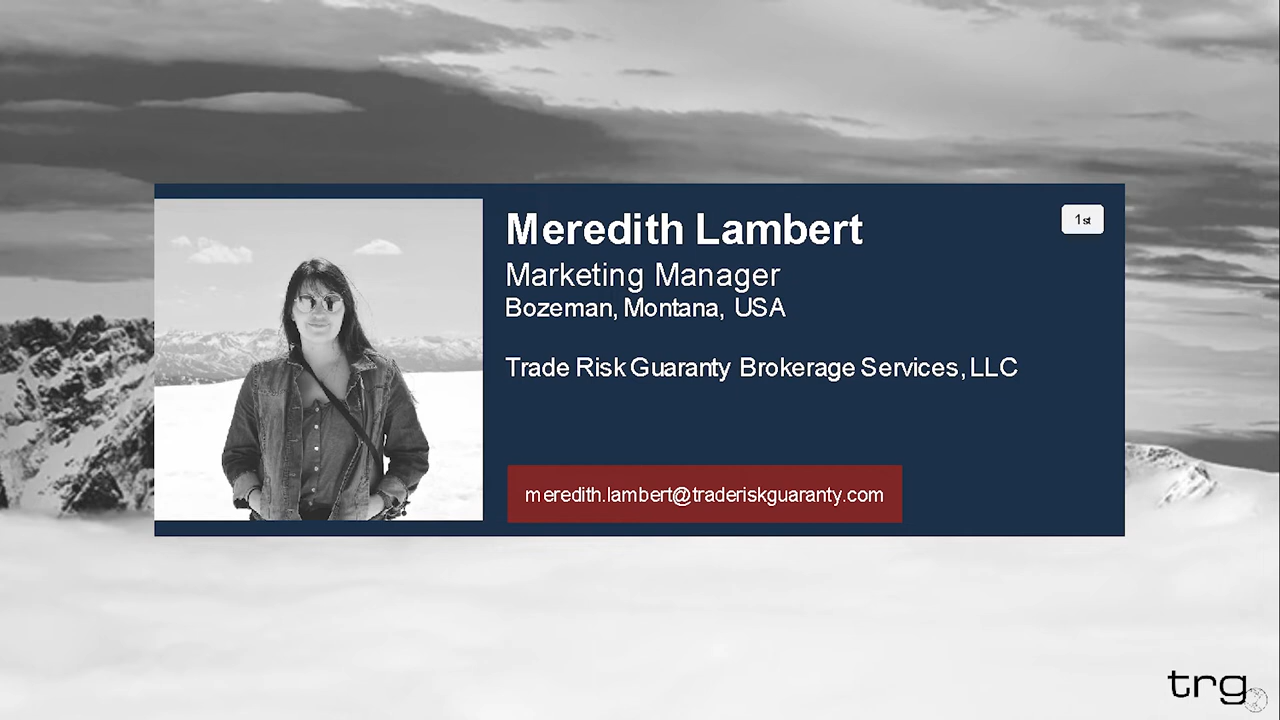 Meredith Lambert
1st
Marketing Manager
Bozeman, Montana, USA
Trade Risk Guaranty Brokerage Services, LLC
meredith.lambert@traderiskguaranty.com
trg